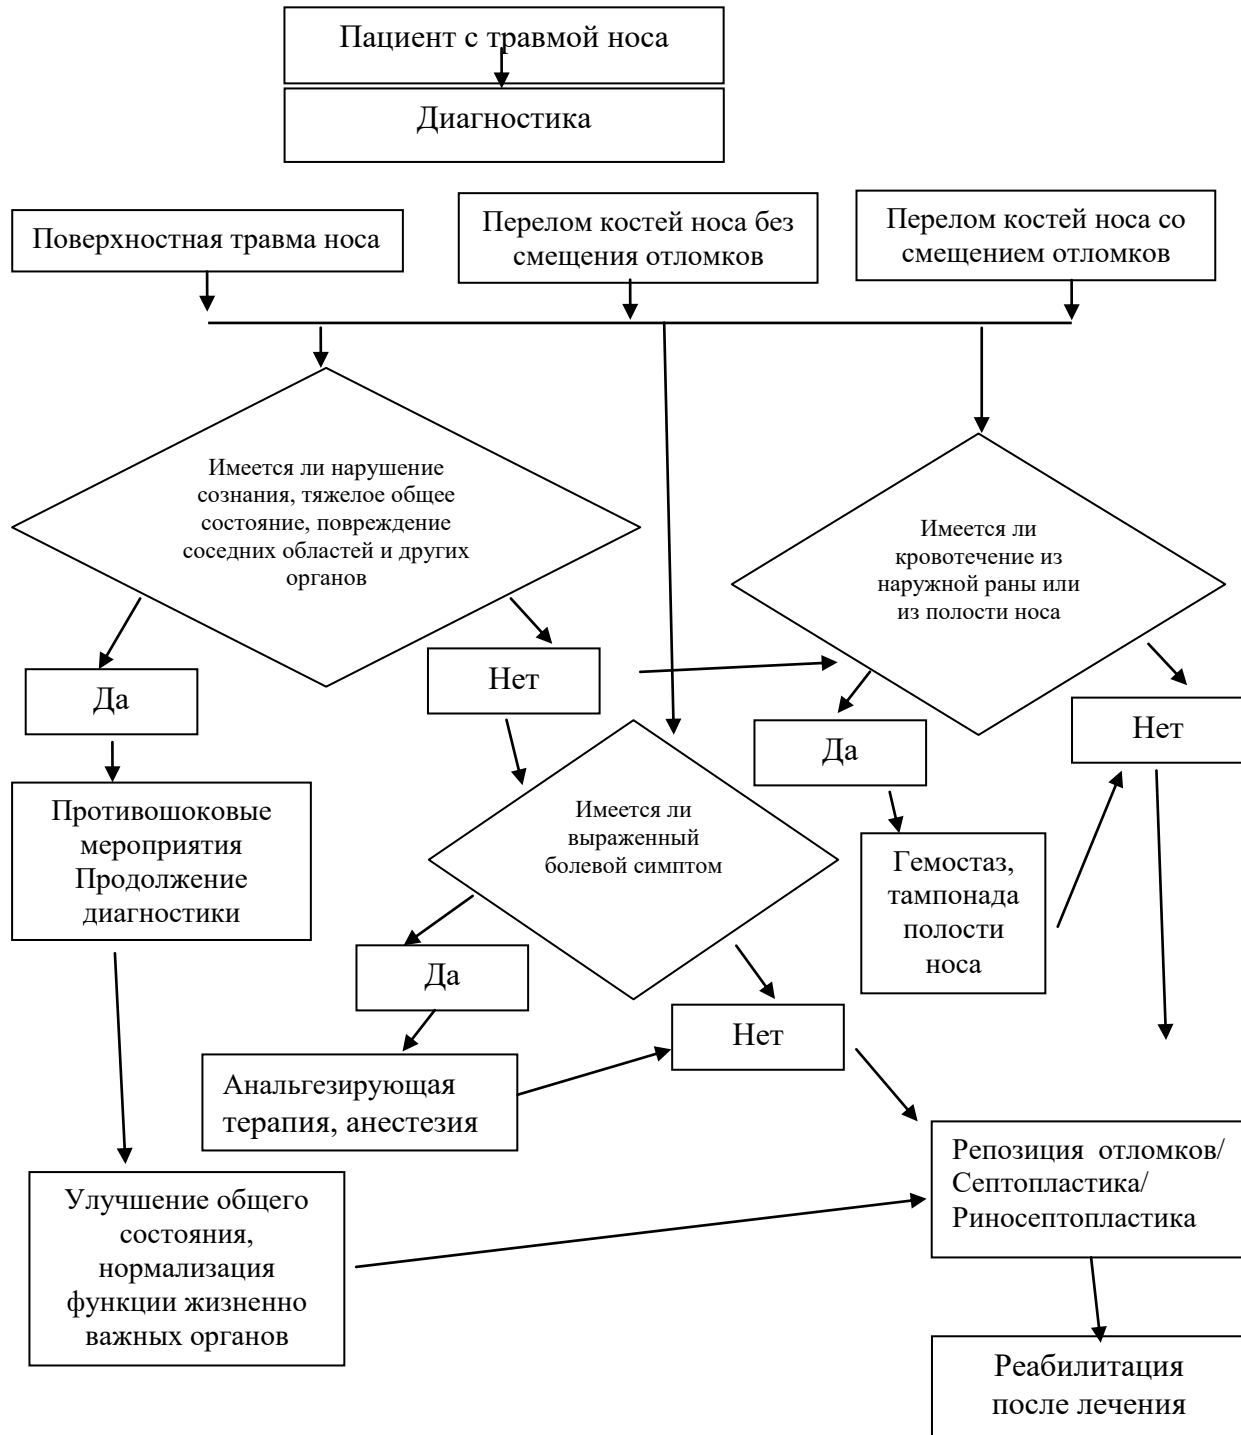 Пациент с травмой носа
Диагностика
Поверхностная травма носа
Перелом костей носа без
смещения отломков
Перелом костей носа со
смещением отломков
Имеется ли нарушение
сознания, тяжелое общее
состояние, повреждение
соседних областей и других
органов
Имеется ли
кровотечение из
наружной раны или
из полости носа
Да
Нет
Да
Нет
Противошоковые
мероприятия
Продолжение
диагностики
Имеется ли
выраженный
болевой симптом
Гемостаз,
тампонада
полости
носа
Да
Нет
Анальгезирующая
терапия, анестезия
Улучшение общего
состояния,
нормализация
функции жизненно
важных органов
Репозиция отломков/
Септопластика/
Риносептопластика
Реабилитация
после лечения